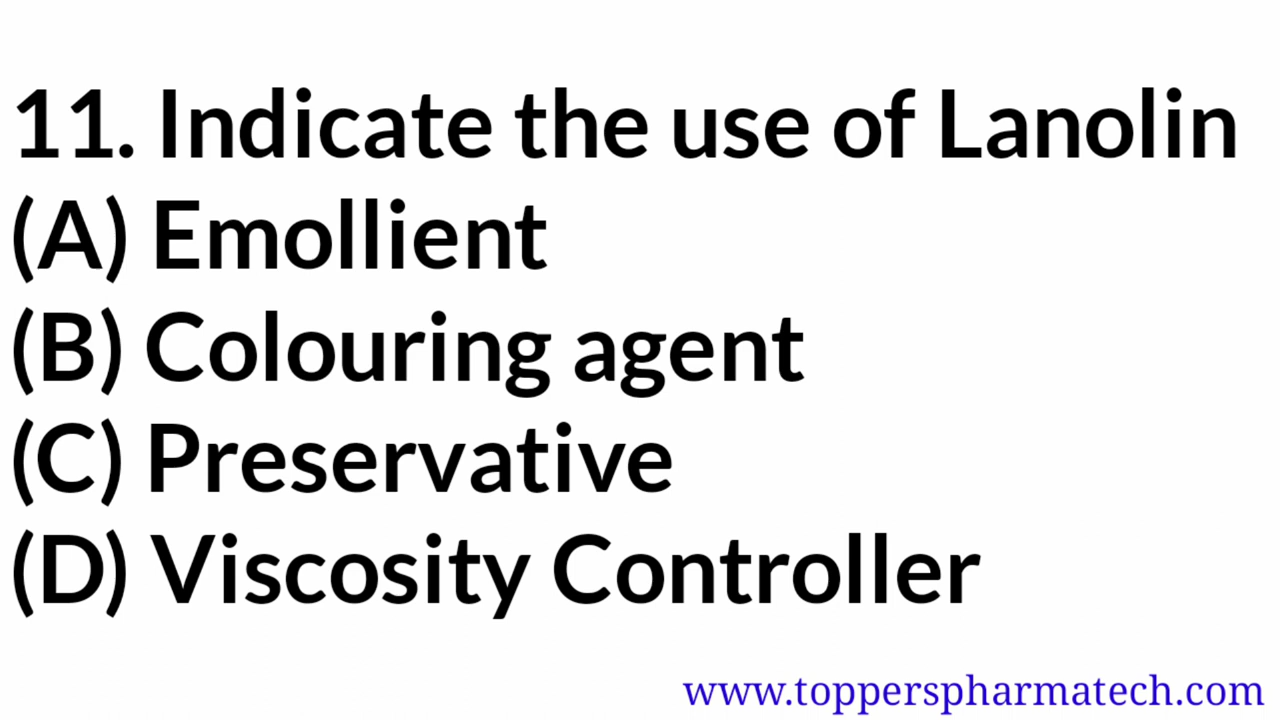 11. Indicate the use of Lanolin
(A) Emollient
(B) Colouring agent
(C) Preservative
(D) Viscosity Controller
www.topperspharmatech.com